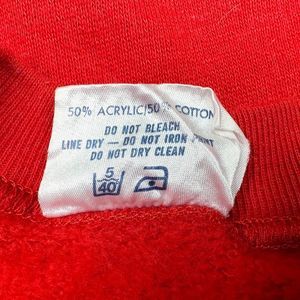 50% ACRYLIC/50% COTTON
DO NOT BLEACH
LINE DRY — DO NOT IRON PRINT
DO NOT DRY CLEAN
5
40